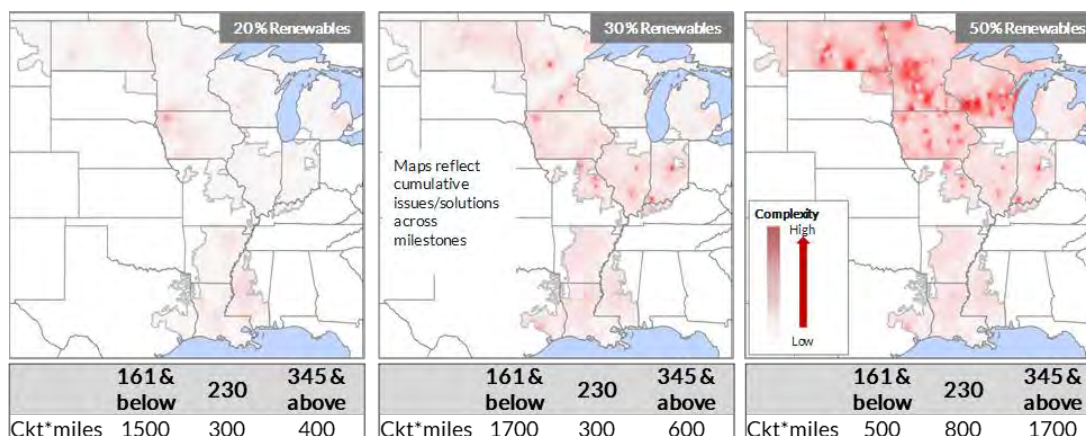 20% Renewables
30% Renewables
50% Renewables
Maps reflect
cumulative
issues/solutions
across
milestones
Complexity
High
Low
161 &
below
230
345 &
above
Ckt*miles 1500 300 400
161 &
below
230
345 &
above
Ckt*miles 1700 300 600
161 &
below
230
345 &
above
Ckt*miles 500 800 1700